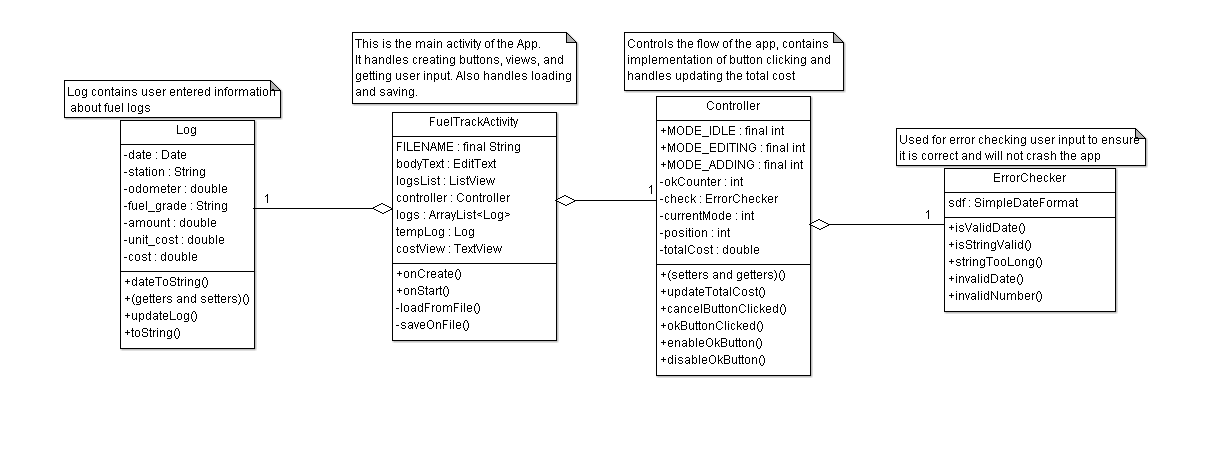 Log contains user entered information
about fuel logs
Log
-date : Date
-station : String
-odometer : double
-fuel_grade : String
-amount : double
-unit_cost : double
-cost : double
+dateToString()
+(getters and setters)()
+updateLog()
+toString()
1
This is the main activity of the App.
It handles creating buttons, views, and
getting user input. Also handles loading
and saving.
FuelTrackActivity
FILENAME : final String
bodyText : EditText
logsList : ListView
controller : Controller
logs : ArrayList<Log>
tempLog : Log
costView : TextView
+onCreate()
+onStart()
-loadFromFile()
-saveOnFile()
1
Controls the flow of the app, contains
implementation of button clicking and
handles updating the total cost
Controller
+MODE_IDLE : final int
+MODE_EDITING : final int
+MODE_ADDING : final int
-okCounter : int
-check : ErrorChecker
-currentMode : int
-position : int
-totalCost : double
+(setters and getters)()
+updateTotalCost()
+cancelButtonClicked()
+okButtonClicked()
+enableOkButton()
+disableOkButton()
1
Used for error checking user input to ensure
it is correct and will not crash the app
ErrorChecker
sdf : SimpleDateFormat
+isValidDate()
+isStringValid()
+stringTooLong()
+invalidDate()
+invalidNumber()